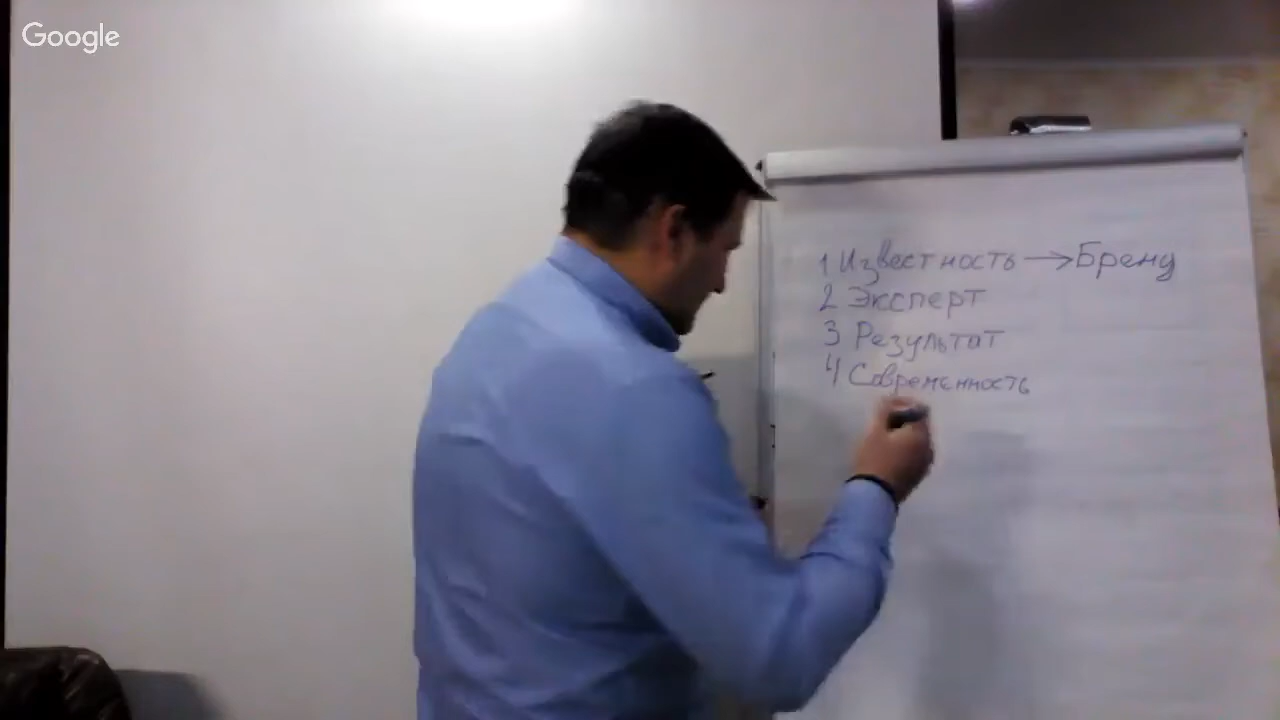 Google
1 Известность → Бренд
2 Эксперт
3 Результат
4 Современность